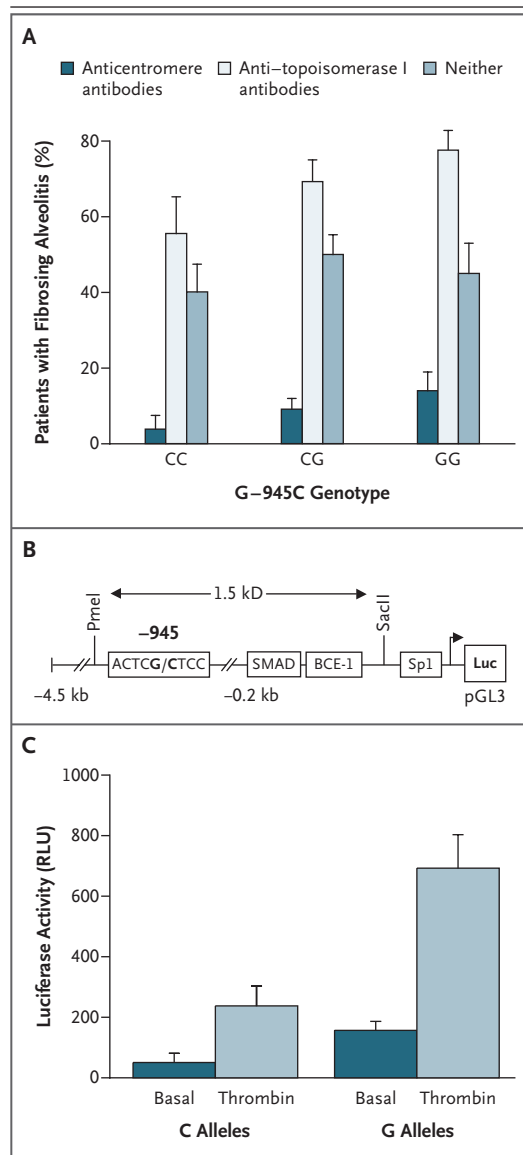 A
Anticentromere antibodies
Anti–topoisomerase I antibodies
Neither
Patients with Fibrosing Alveolitis (%)
80
60
40
20
0
CC CG GG
G–945C Genotype
B
PmeI
1.5 kD
SacII
–945
ACTCG/CTCC
SMAD
BCE-1
Sp1
Luc
–4.5 kb
–0.2 kb
pGL3
C
Luciferase Activity (RLU)
1000
800
600
400
200
0
Basal Thrombin Basal Thrombin
C Alleles G Alleles